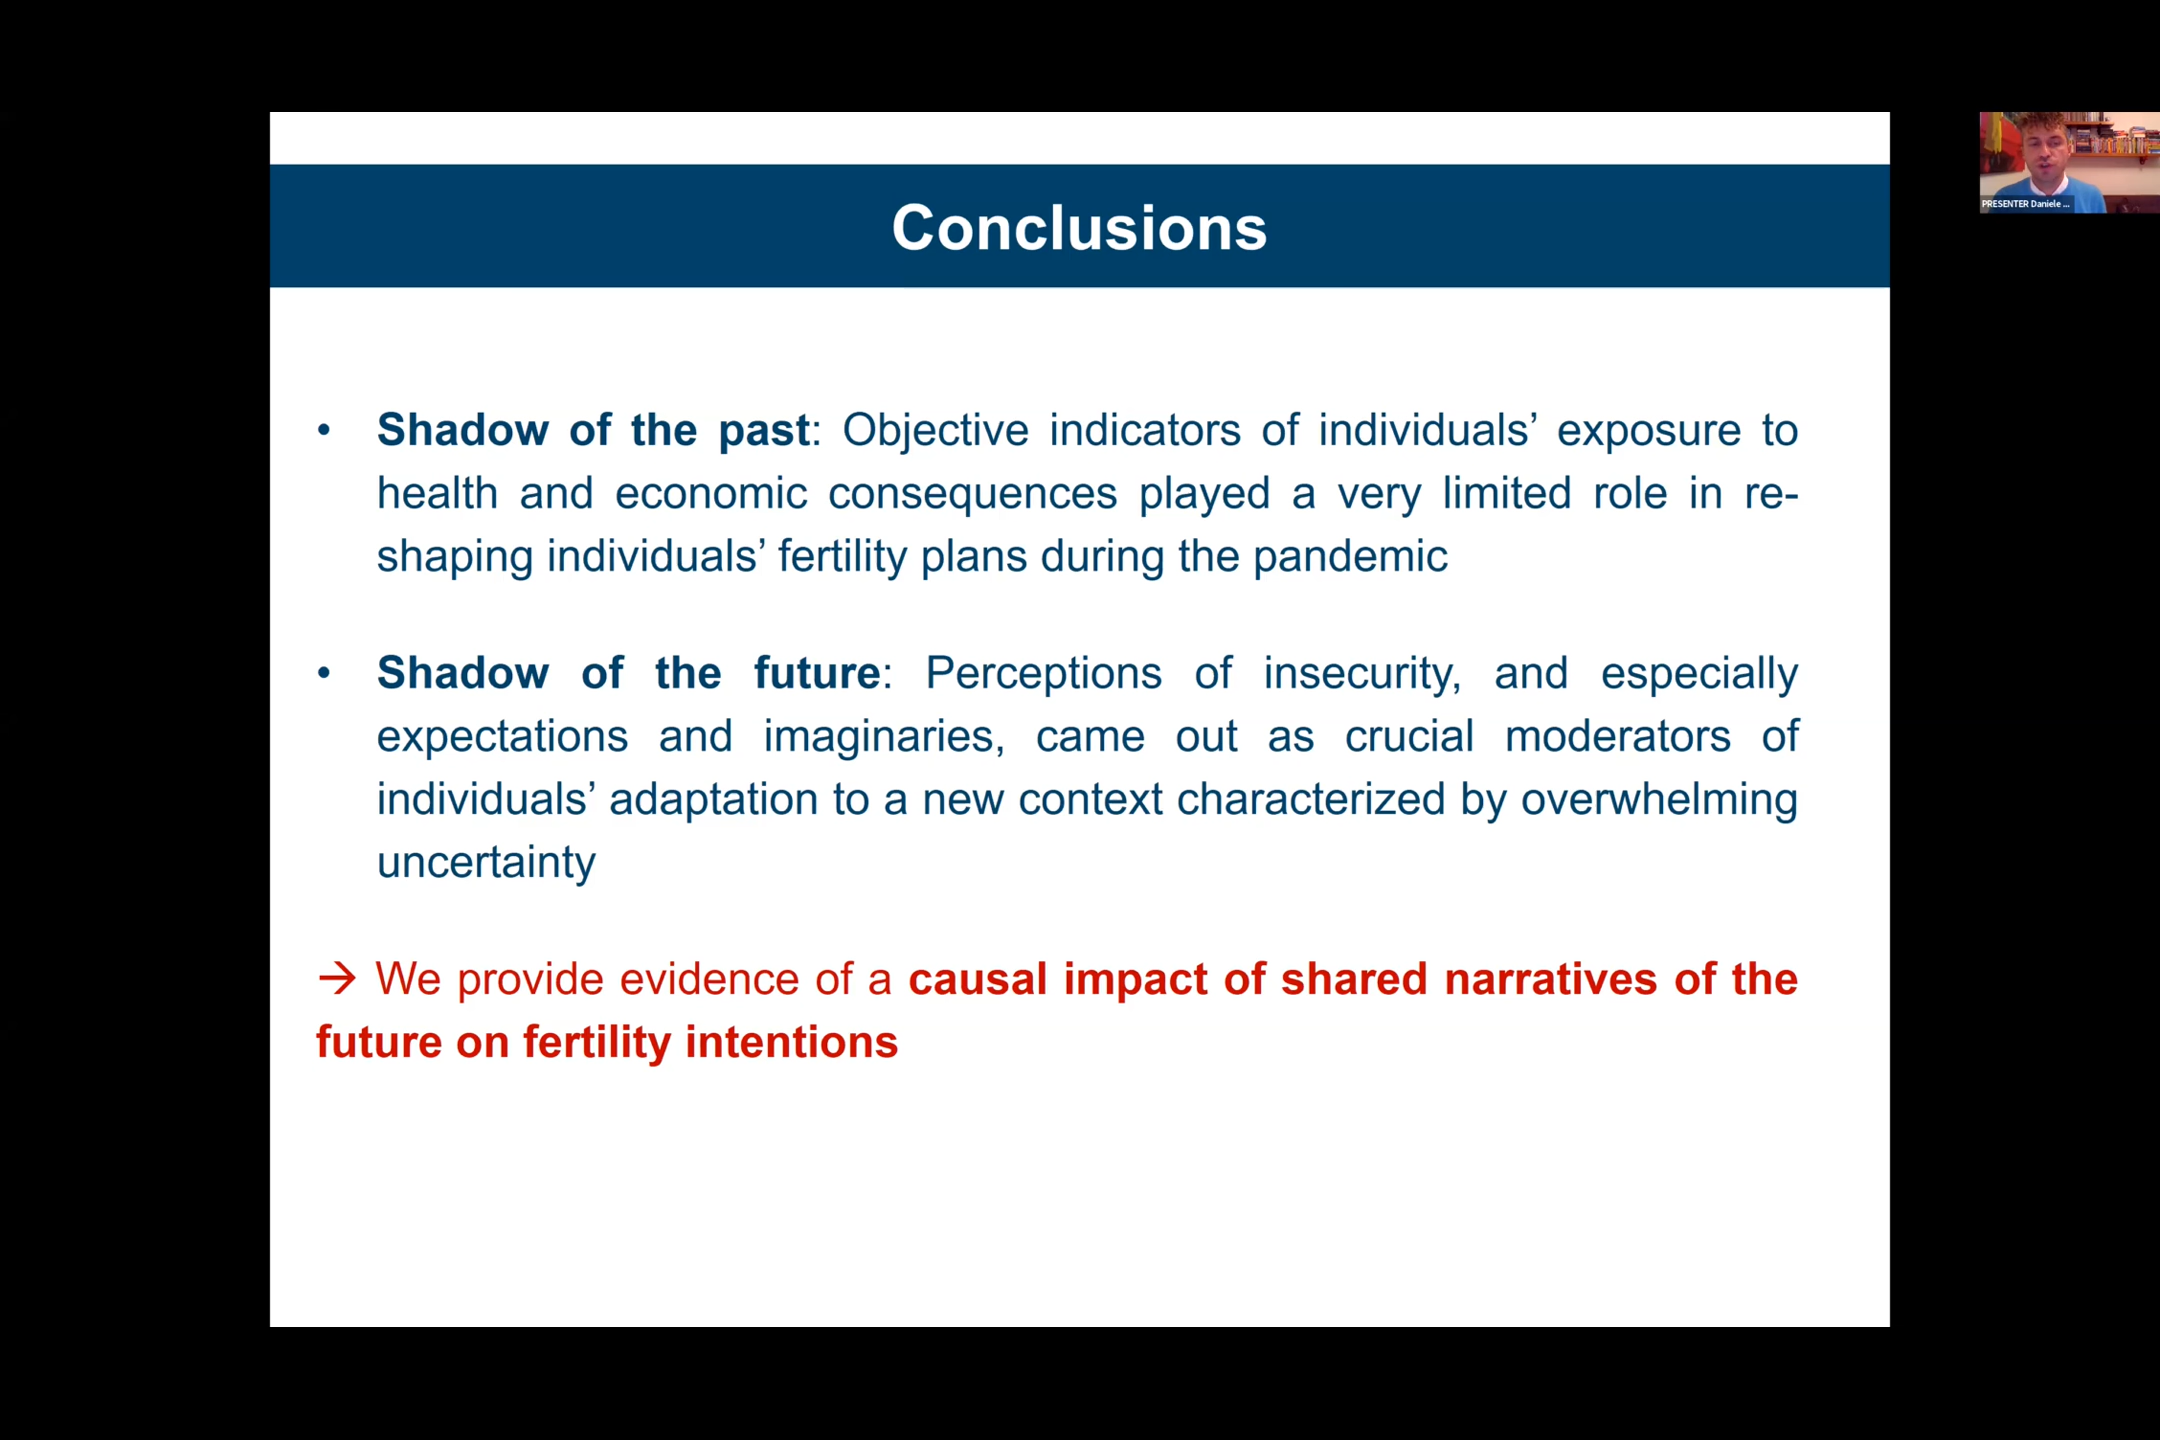 Conclusions
• Shadow of the past: Objective indicators of individuals’ exposure to
health and economic consequences played a very limited role in re-
shaping individuals’ fertility plans during the pandemic
• Shadow of the future: Perceptions of insecurity, and especially
expectations and imaginaries, came out as crucial moderators of
individuals’ adaptation to a new context characterized by overwhelming
uncertainty
→ We provide evidence of a causal impact of shared narratives of the
future on fertility intentions
PRESENTER Daniele ...